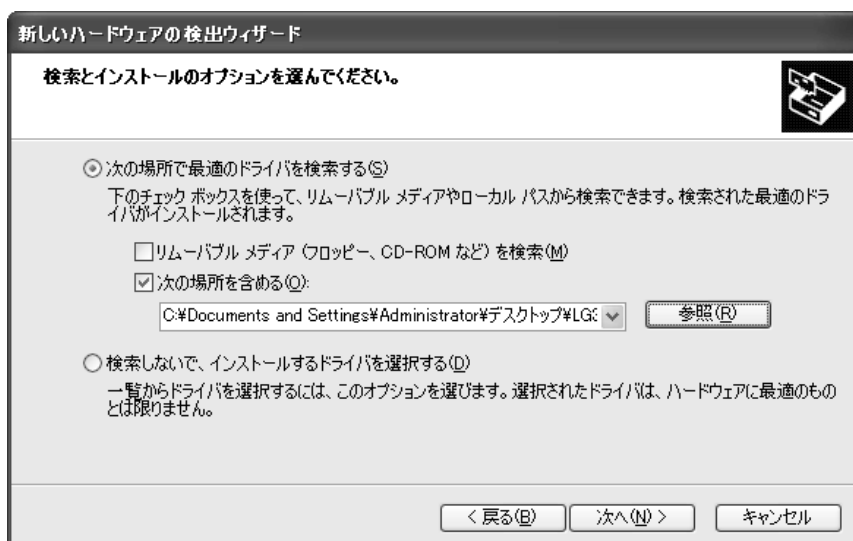 新しいハードウェアの検出ウィザード
検索とインストールのオプションを選んでください。
次の場所で最適のドライバを検索する(S)
下のチェック ボックスを使って、リムーバブル メディアやローカル パスから検索できます。検索された最適のドラ
イバがインストールされます。
リムーバブル メディア (フロッピー、CD-ROM など) を検索(M)
次の場所を含める(O):
C:¥Documents and Settings¥Administrator¥デスクトップ¥LG3
参照(R)
検索しないで、インストールするドライバを選択する(D)
一覧からドライバを選択するには、このオプションを選びます。選択されたドライバは、ハードウェアに最適のもの
とは限りません。
< 戻る(B)
次へ(N) >
キャンセル